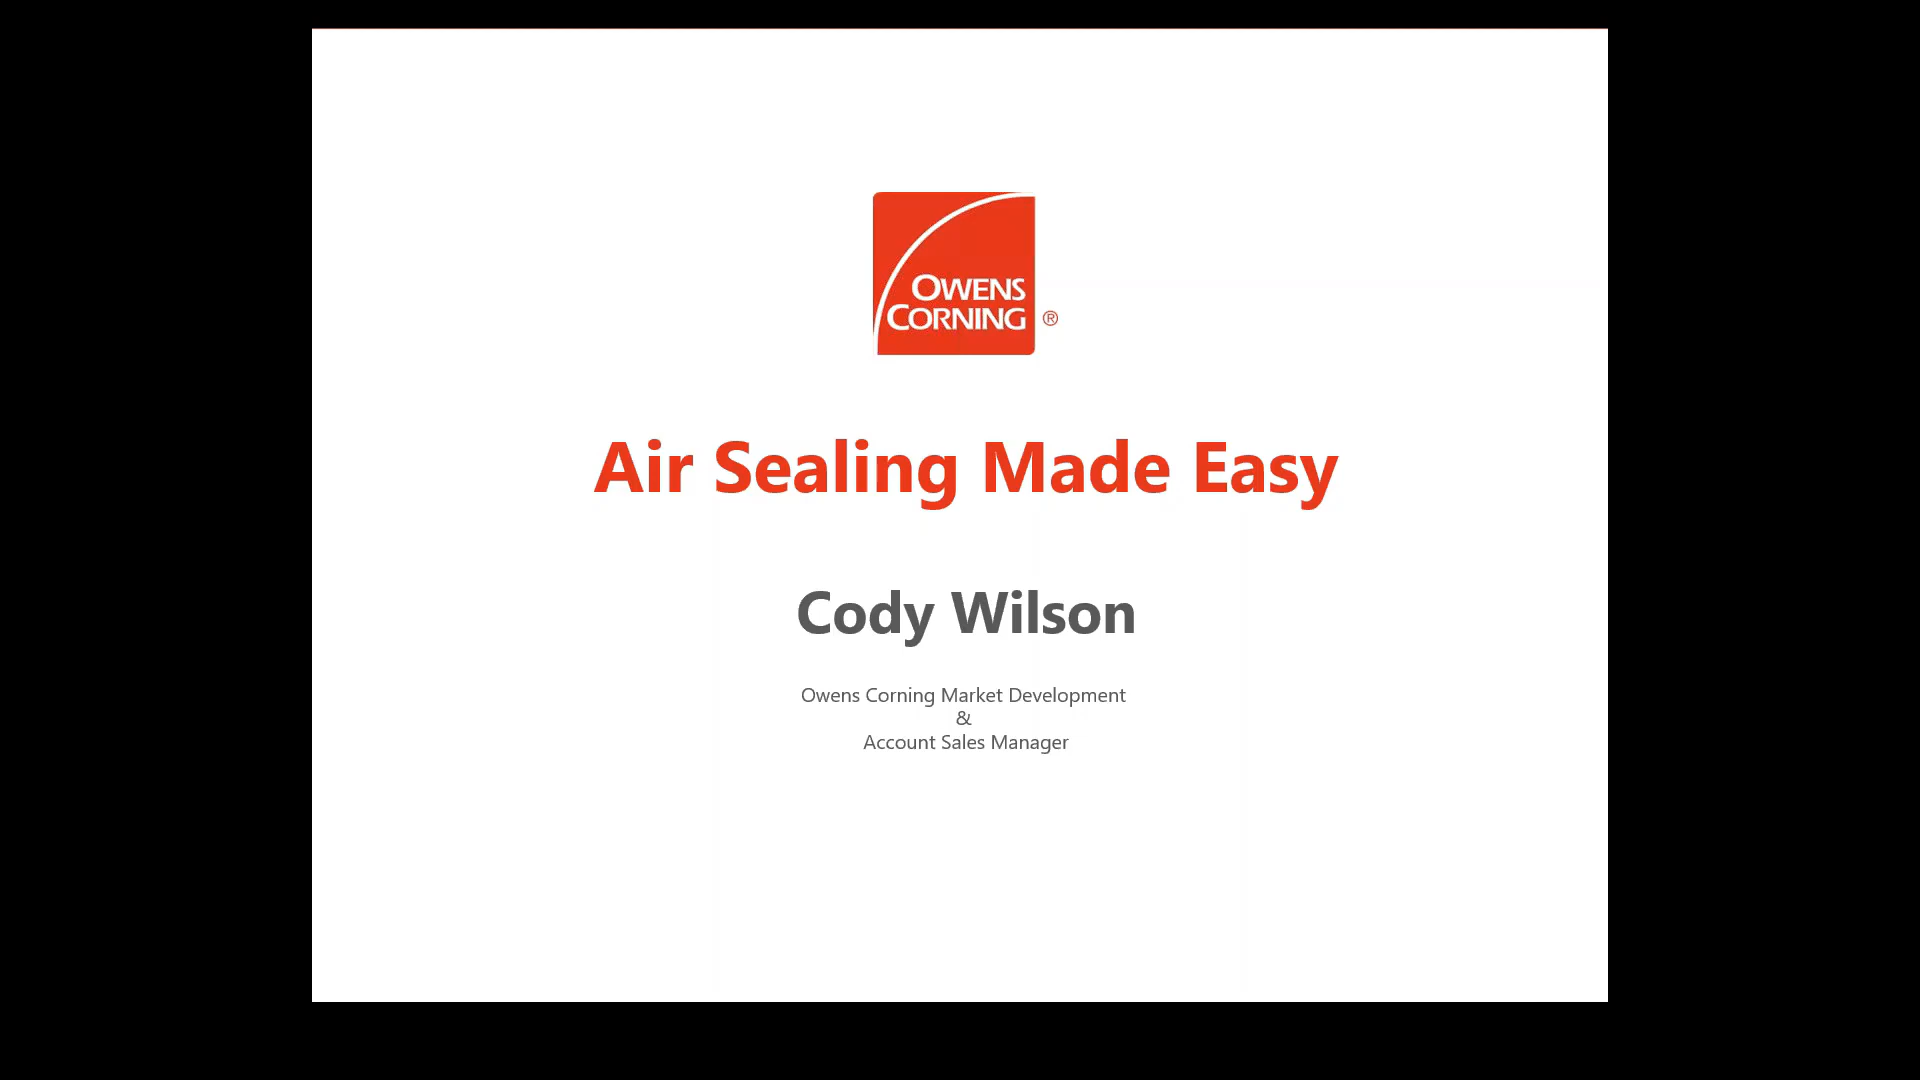 OWENS
CORNING ®
Air Sealing Made Easy
Cody Wilson
Owens Corning Market Development
&
Account Sales Manager